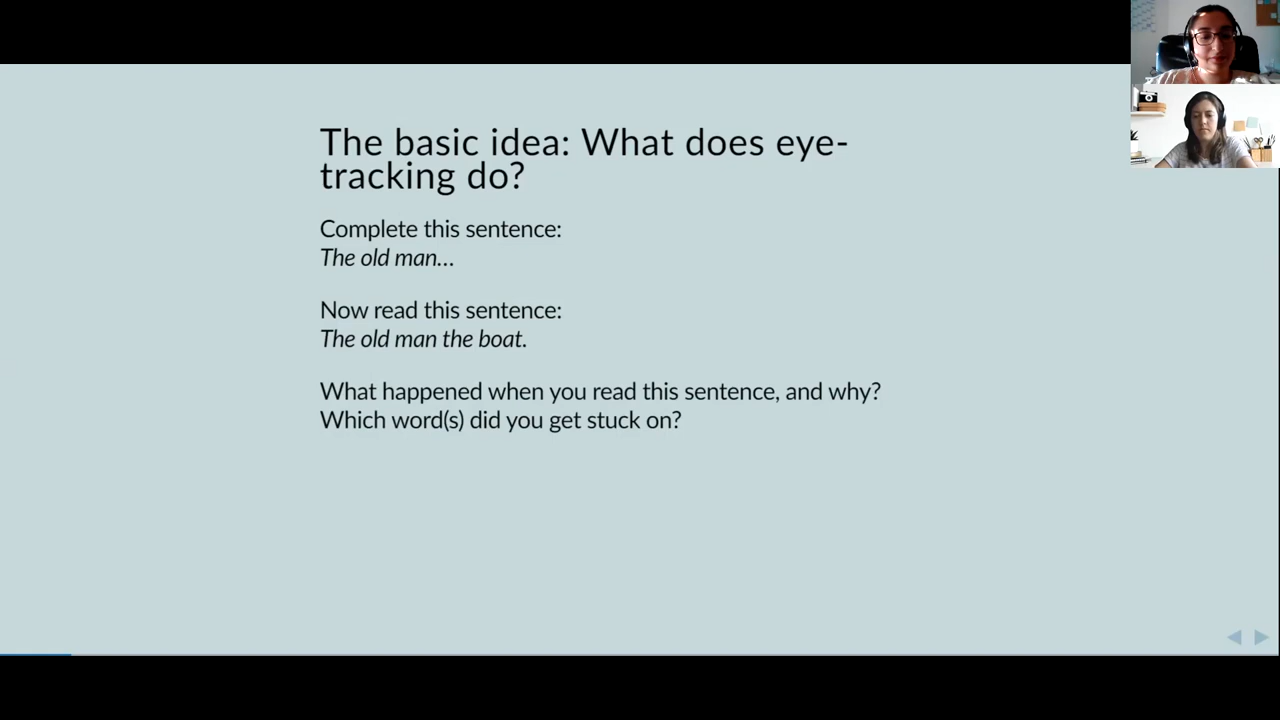 The basic idea: What does eye-
tracking do?
Complete this sentence:
The old man...
Now read this sentence:
The old man the boat.
What happened when you read this sentence, and why?
Which word(s) did you get stuck on?